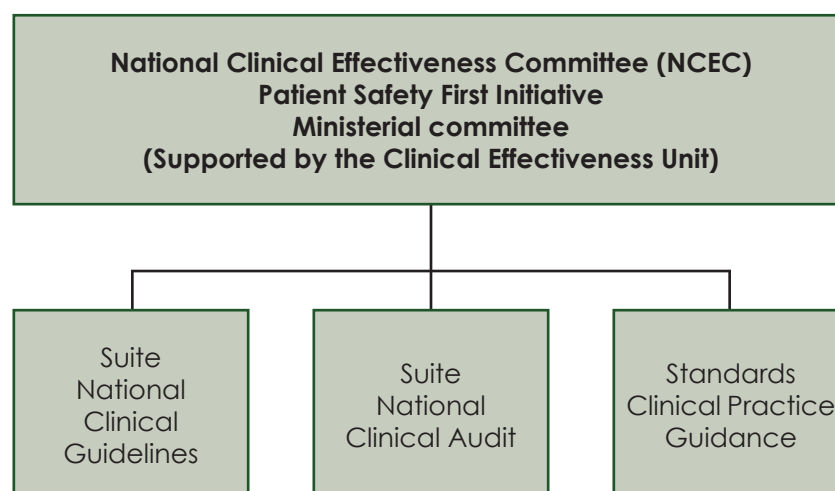 National Clinical Effectiveness Committee (NCEC)
Patient Safety First Initiative
Ministerial committee
(Supported by the Clinical Effectiveness Unit)
Suite
National
Clinical
Guidelines
Suite
National
Clinical Audit
Standards
Clinical Practice
Guidance